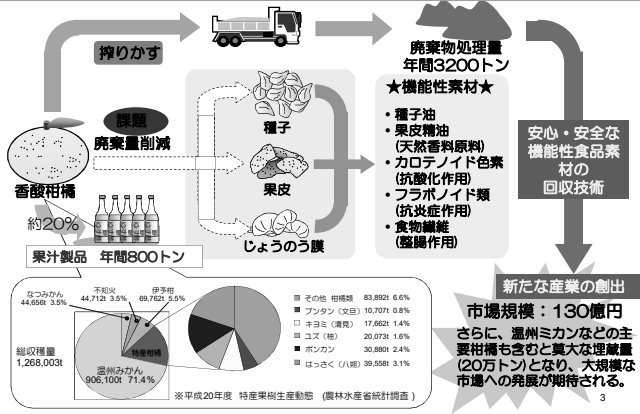 搾りかす
廃棄物処理量
年間3200トン
課題
廃棄量削減
香酸柑橘
約20%
果汁製品　年間800トン
種子
果皮
じょうのう膜
★機能性素材★
・種子油
・果皮精油
(天然香料原料)
・カロテノイド色素
(抗酸化作用)
・フラボノイド類
(抗炎症作用)
・食物繊維
(整腸作用)
安心・安全な
機能性食品素
材の
回収技術
新たな産業の創出
市場規模：130億円
さらに、温州ミカンなどの主
要柑橘も含むと莫大な埋蔵量
(20万トン)となり、大規模な
市場への発展が期待される。
なつみかん
44,656t 3.5%
不知火
44,712t 3.5%
伊予柑
69,762t 5.5%
総収穫量
1,268,003t
特産柑橘
温州みかん
906,100t 71.4%
その他 柑橘類 83,892t 6.6%
ブンタン（文旦） 10,707t 0.8%
キヨミ（清見） 17,662t 1.4%
ユズ（柚） 20,073t 1.6%
ポンカン 30,880t 2.4%
はっさく（八朔） 39,558t 3.1%
※平成20年度　特産果樹生産動態　(農林水産省統計調査）
3